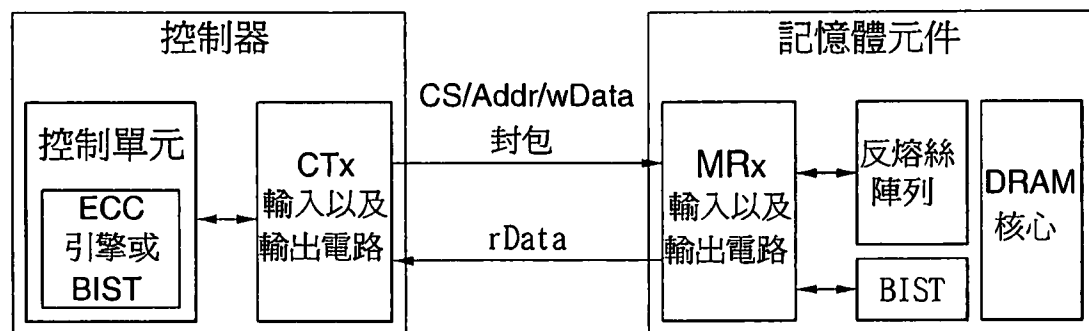 控制器
控制單元
ECC
引擎或
BIST
CTx
輸入以及
輸出電路
CS/Addr/wData
封包
rData
記憶體元件
MRx
輸入以及
輸出電路
反熔絲
陣列
BIST
DRAM
核心